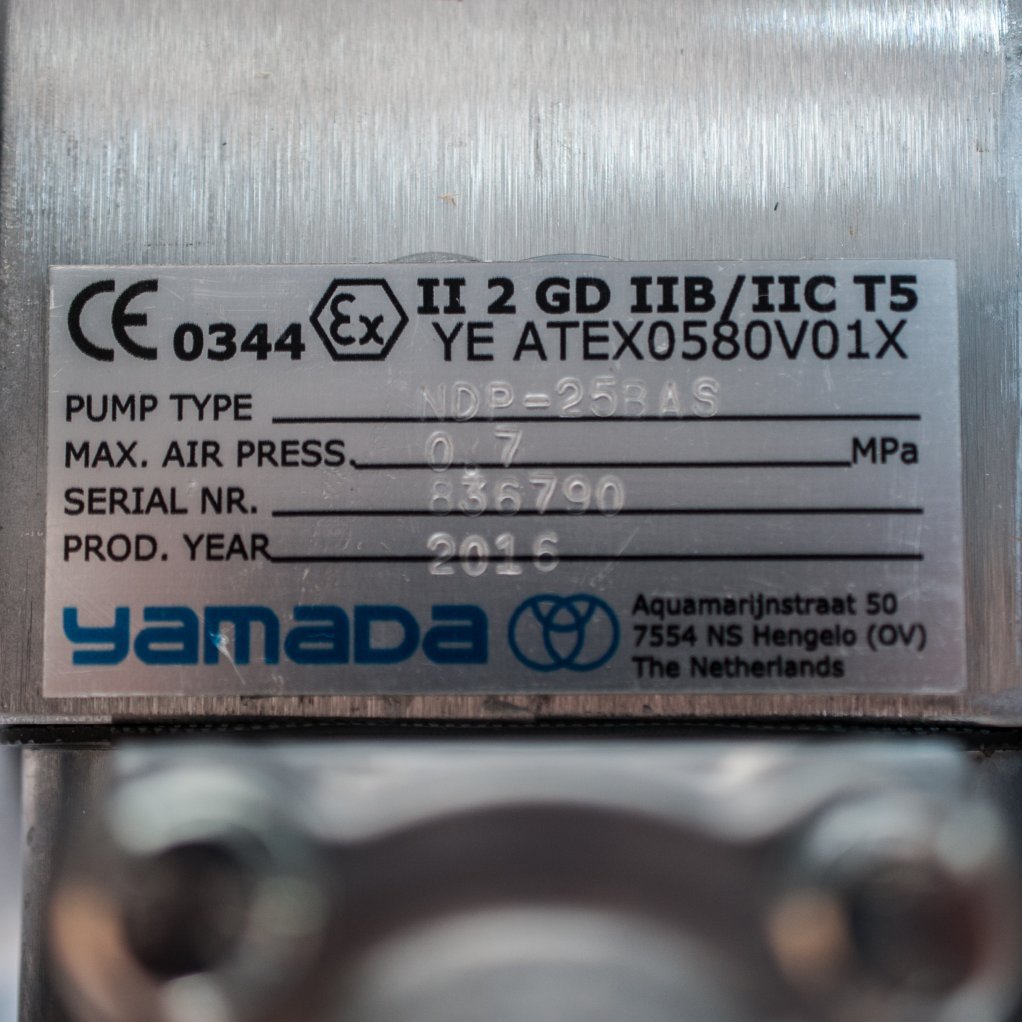 CE 0344 Ex II 2 GD IIB/IIC T5
YE ATEX0580V01X
PUMP TYPE NDP-25BAS
MAX. AIR PRESS. 0.7 MPa
SERIAL NR. 836790
PROD. YEAR 2016
YAMADA
Aquamarijnstraat 50
7554 NS Hengelo (OV)
The Netherlands